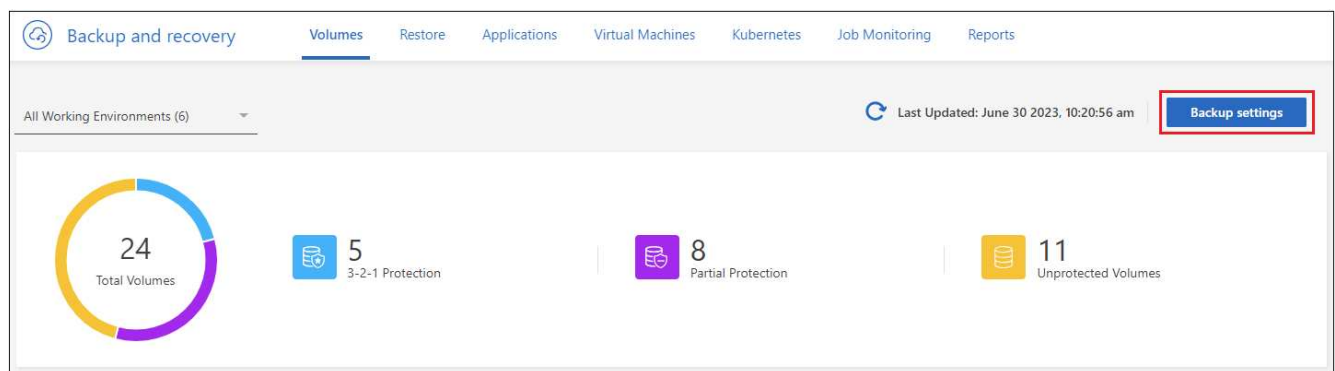 Backup and recovery
Volumes
Restore
Applications
Virtual Machines
Kubernetes
Job Monitoring
Reports
All Working Environments (6)
Last Updated: June 30 2023, 10:20:56 am
Backup settings
24
Total Volumes
5
3-2-1 Protection
8
Partial Protection
11
Unprotected Volumes